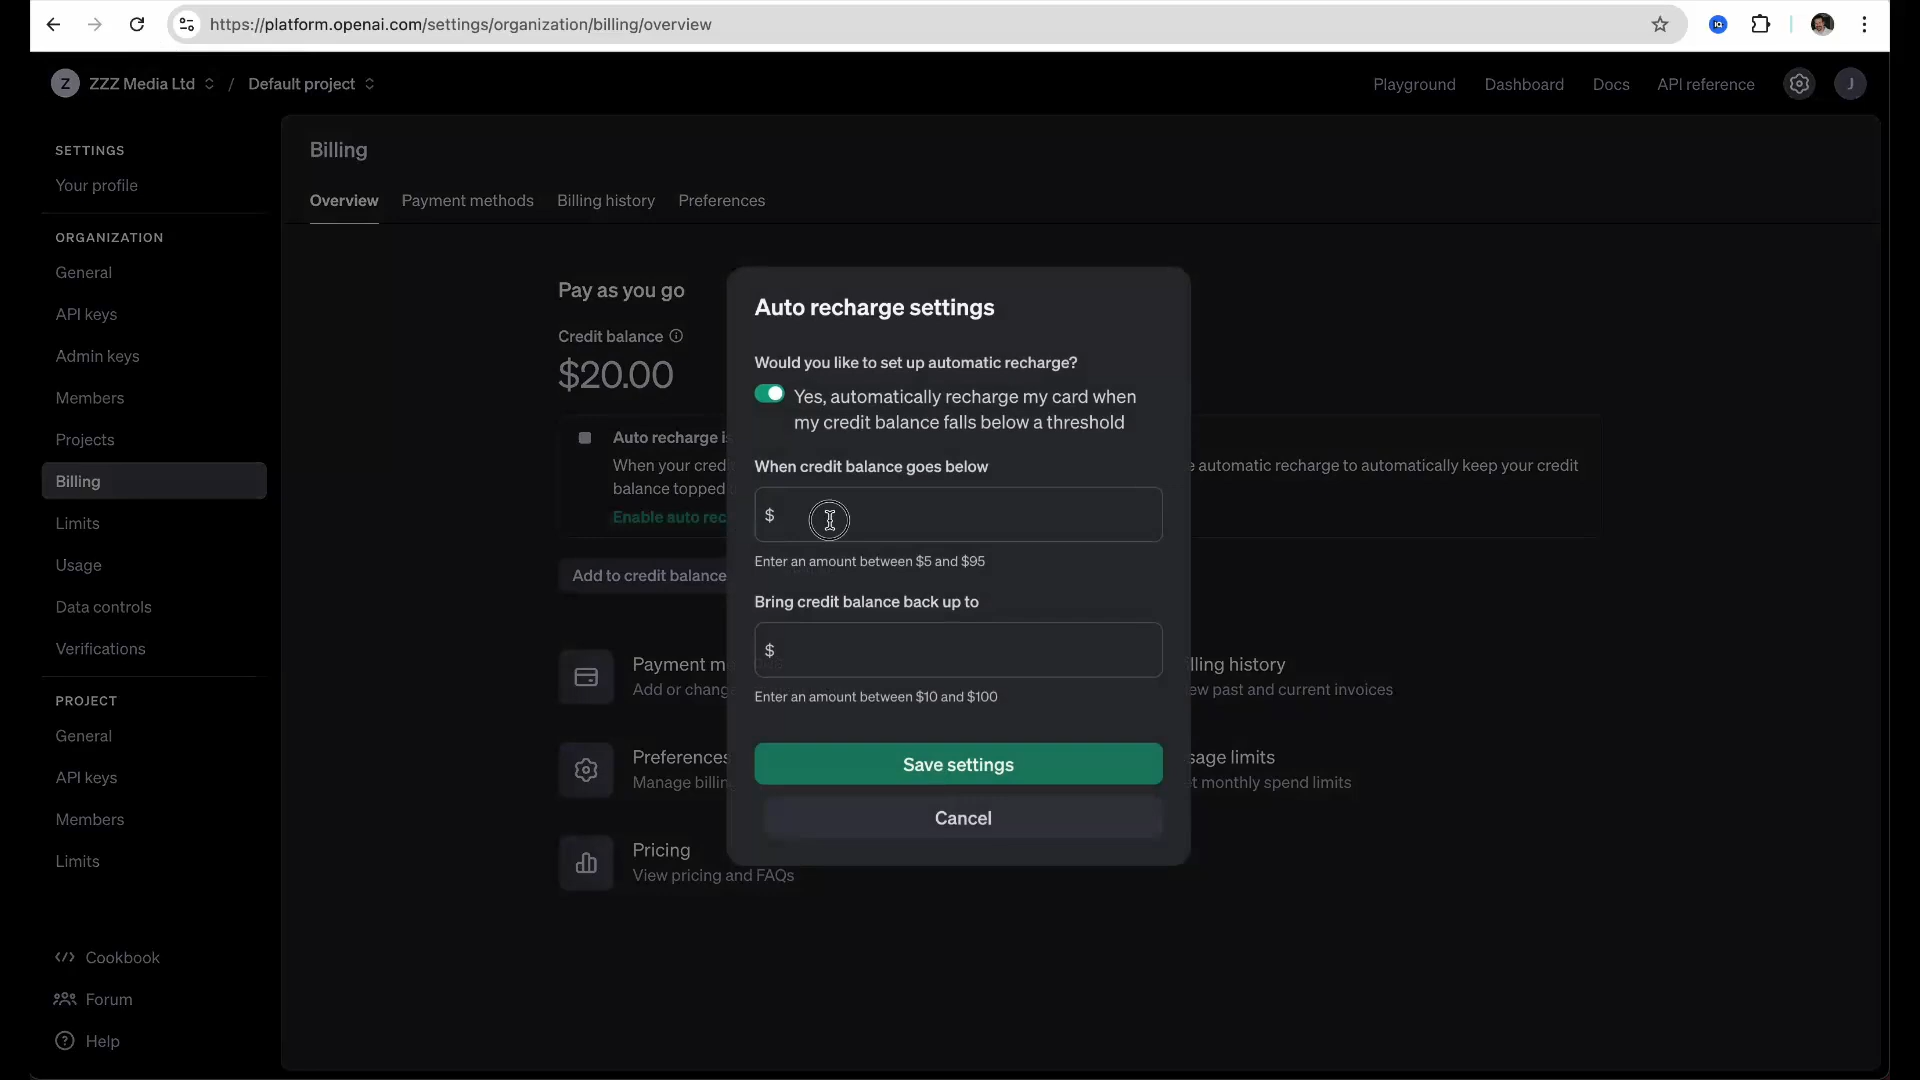 https://platform.openai.com/settings/organization/billing/overview
Z ZZZ Media Ltd / Default project
Playground Dashboard Docs API reference J
SETTINGS
Your profile
ORGANIZATION
General
API keys
Admin keys
Members
Projects
Billing
Limits
Usage
Data controls
Verifications
PROJECT
General
API keys
Members
Limits
Cookbook
Forum
Help
Billing
Overview Payment methods Billing history Preferences
Pay as you go
Credit balance
$20.00
Auto recharge is
When your credi e automatic recharge to automatically keep your credit
balance topped
Enable auto rec
Add to credit balance
Payment m
Add or change
lling history
ew past and current invoices
Preferences
Manage billin
sage limits
t monthly spend limits
Pricing
View pricing and FAQs
Auto recharge settings
Would you like to set up automatic recharge?
Yes, automatically recharge my card when
my credit balance falls below a threshold
When credit balance goes below
$
Enter an amount between $5 and $95
Bring credit balance back up to
$
Enter an amount between $10 and $100
Save settings
Cancel